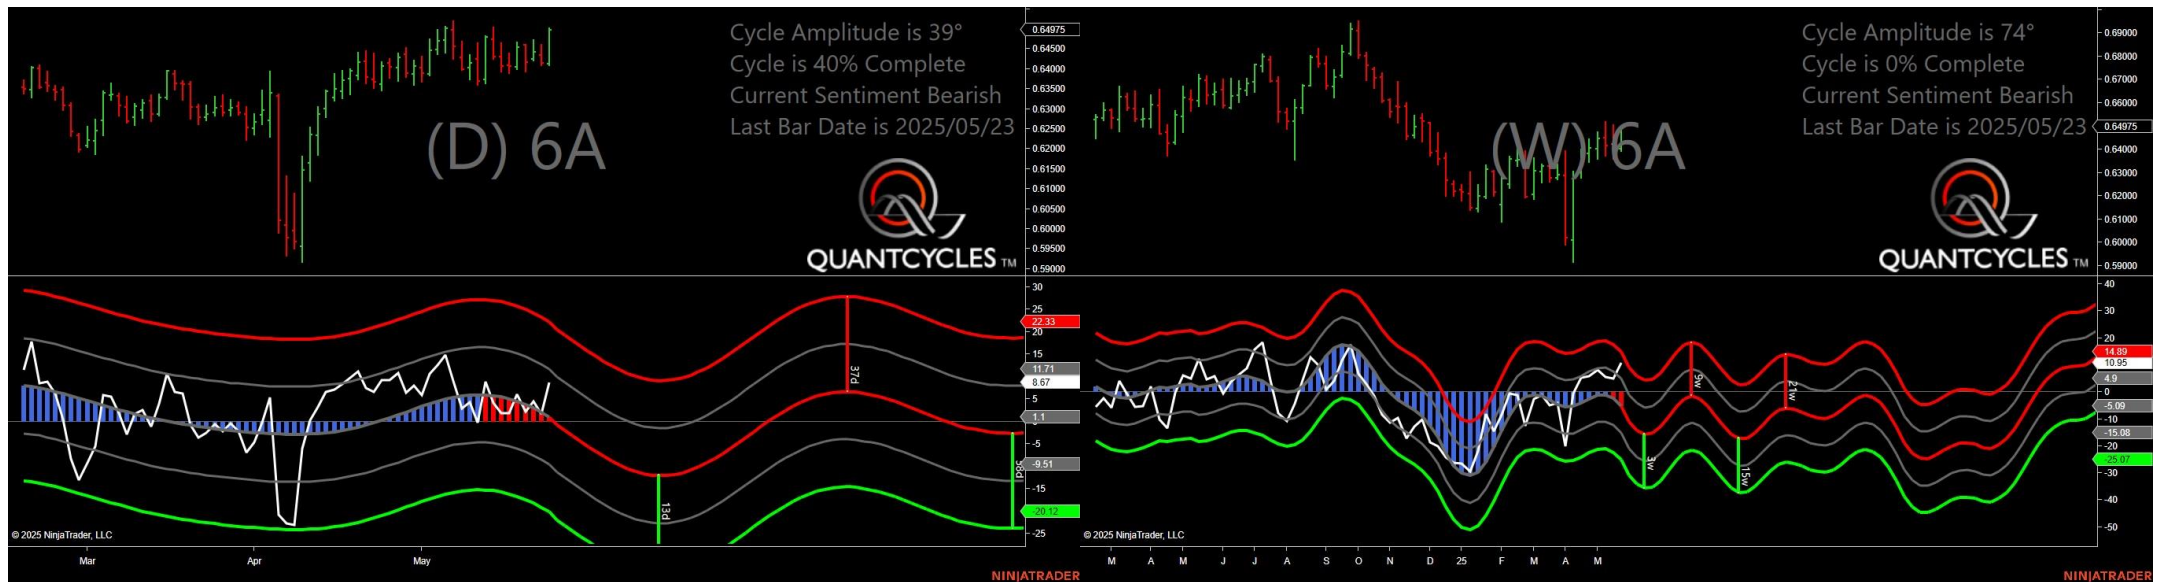 Cycle Amplitude is 39°
Cycle is 40% Complete
Current Sentiment Bearish
Last Bar Date is 2025/05/23
(D) 6A
QUANTCYCLES TM
0.64975
0.64500
0.64000
0.63500
0.63000
0.62500
0.62000
0.61500
0.61000
0.60500
0.60000
0.59500
0.59000
30
25
22.33
20
15
11.71
8.67
5
1.1
-5
-9.51
-15
-20.12
-25
13d
37d
© 2025 NinjaTrader, LLC
Mar
Apr
May
NINJATRADER
Cycle Amplitude is 74°
Cycle is 0% Complete
Current Sentiment Bearish
Last Bar Date is 2025/05/23
(W) 6A
QUANTCYCLES TM
0.69000
0.68000
0.67000
0.66000
0.64975
0.64000
0.63000
0.62000
0.61000
0.60000
0.59000
40
30
20
14.89
10.95
4.9
0
-5.09
-10
-15.08
-20
-25.07
-30
-40
-50
3w
9w
15w
21w
© 2025 NinjaTrader, LLC
M A M J J A S O N D 25 F M A M
NINJATRADER